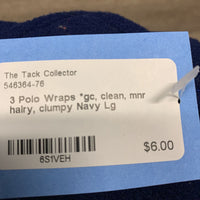 The Tack Collector
546364-76
3 Polo Wraps *gc, clean, mnr
hairy, clumpy Navy Lg
6S1VEH
$6.00